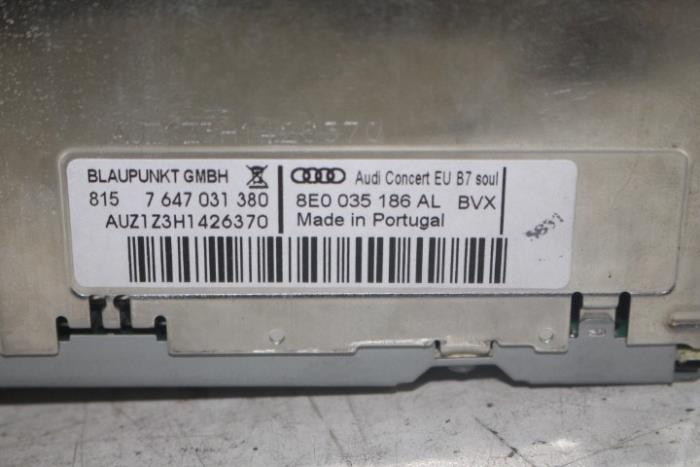 BLAUPUNKT GMBH
815 7 647 031 380
AUZ1Z3H1426370
Audi Concert EU B7 soul
8E0 035 186 AL BVX
Made in Portugal